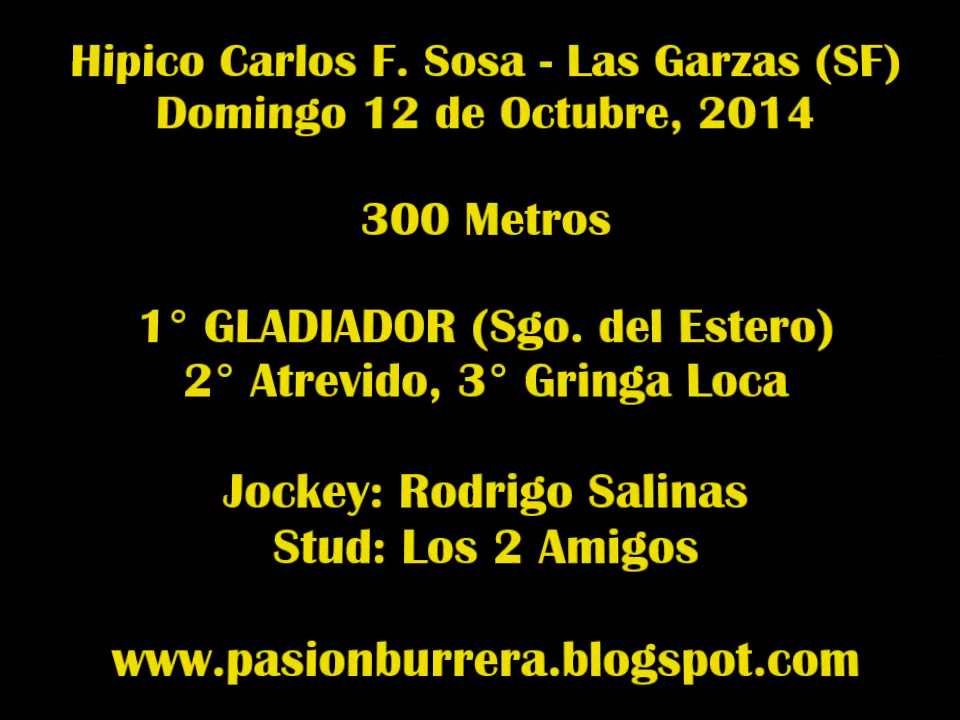 Hipico Carlos F. Sosa - Las Garzas (SF)
Domingo 12 de Octubre, 2014
300 Metros
1° GLADIADOR (Sgo. del Estero)
2° Atrevido, 3° Gringa Loca
Jockey: Rodrigo Salinas
Stud: Los 2 Amigos
www.pasionburrera.blogspot.com